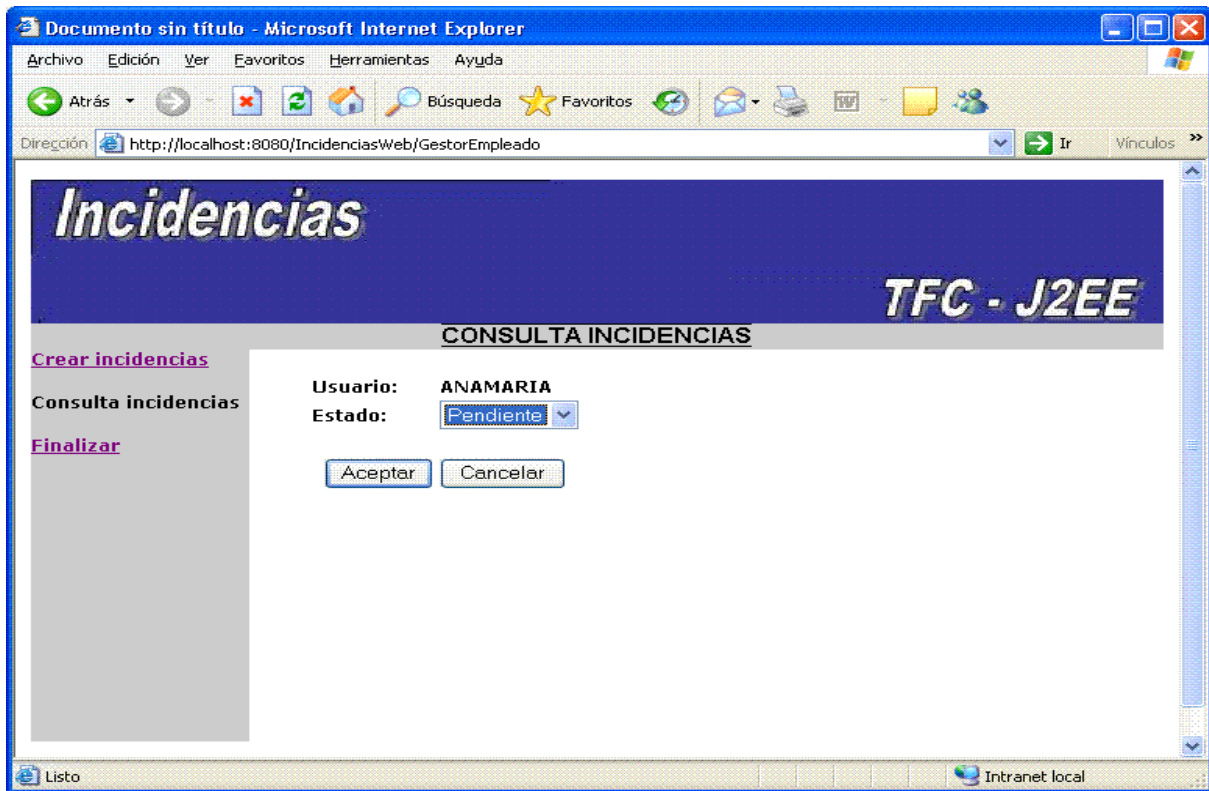 Documento sin título - Microsoft Internet Explorer
Archivo Edición Ver Favoritos Herramientas Ayuda
Atrás Búsqueda Favoritos
Dirección http://localhost:8080/IncidenciasWeb/GestorEmpleado Ir Vínculos »
Incidencias
TFC - J2EE
CONSULTA INCIDENCIAS
Crear incidencias
Consulta incidencias
Finalizar
Usuario: ANAMARIA
Estado: Pendiente
Aceptar Cancelar
Listo Intranet local